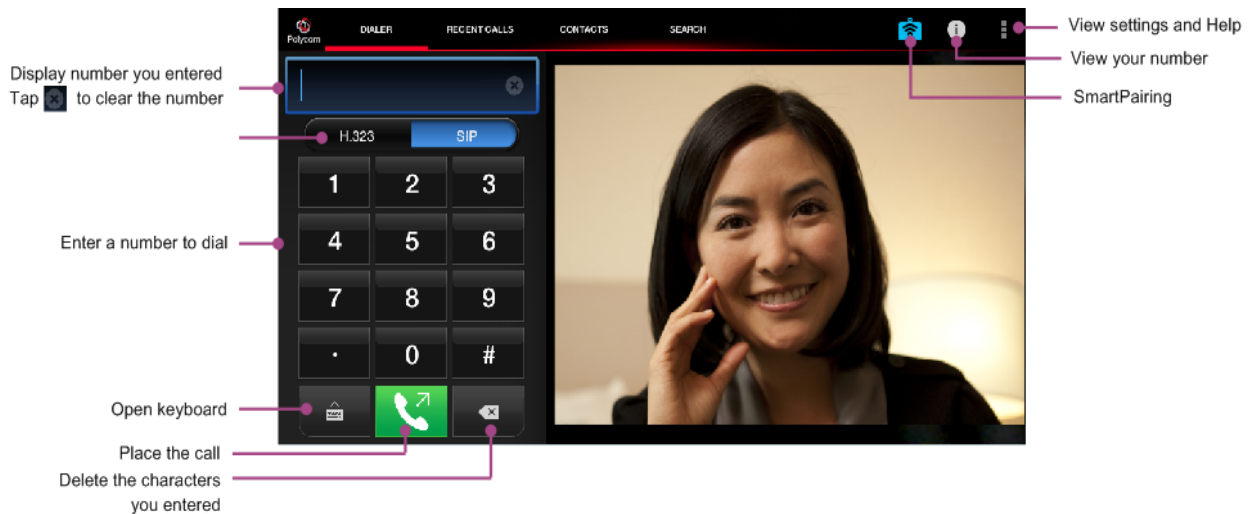 Polycom
DIALER
RECENT CALLS
CONTACTS
SEARCH
View settings and Help
View your number
SmartPairing
Display number you entered
Tap to clear the number
H.323
SIP
1 2 3
Enter a number to dial
4 5 6
7 8 9
. 0 #
Open keyboard
Place the call
Delete the characters
you entered